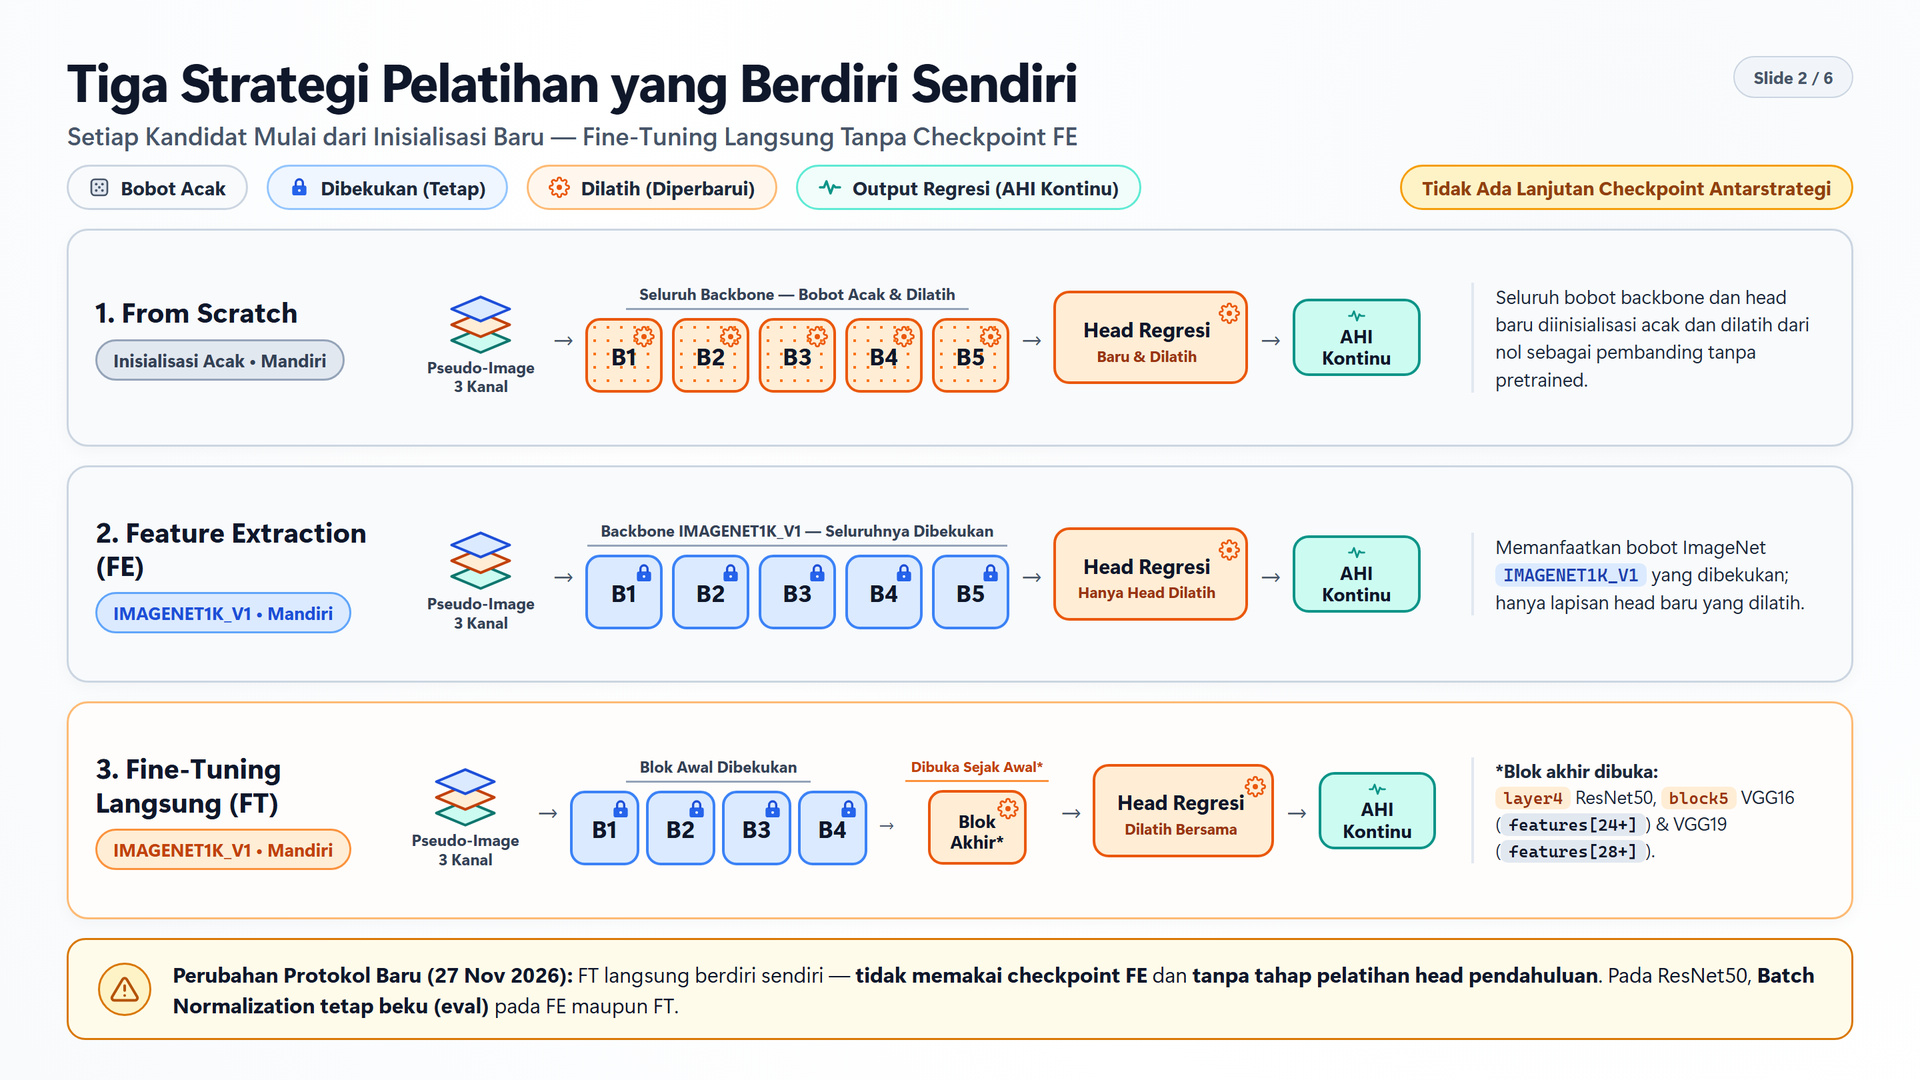 Tiga Strategi Pelatihan yang Berdiri Sendiri
Slide 2 / 6
Setiap Kandidat Mulai dari Inisialisasi Baru — Fine-Tuning Langsung Tanpa Checkpoint FE
Bobot Acak
Dibekukan (Tetap)
Dilatih (Diperbarui)
Output Regresi (AHI Kontinu)
Tidak Ada Lanjutan Checkpoint Antarstrategi
1. From Scratch
Inisialisasi Acak • Mandiri
Pseudo-Image
3 Kanal
→
Seluruh Backbone — Bobot Acak & Dilatih
B1
B2
B3
B4
B5
→
Head Regresi
Baru & Dilatih
→
AHI
Kontinu
Seluruh bobot backbone dan head
baru diinisialisasi acak dan dilatih dari
nol sebagai pembanding tanpa
pretrained.
2. Feature Extraction
(FE)
IMAGENET1K_V1 • Mandiri
Pseudo-Image
3 Kanal
→
Backbone IMAGENET1K_V1 — Seluruhnya Dibekukan
B1
B2
B3
B4
B5
→
Head Regresi
Hanya Head Dilatih
→
AHI
Kontinu
Memanfaatkan bobot ImageNet
IMAGENET1K_V1 yang dibekukan;
hanya lapisan head baru yang dilatih.
3. Fine-Tuning
Langsung (FT)
IMAGENET1K_V1 • Mandiri
Pseudo-Image
3 Kanal
→
Blok Awal Dibekukan
B1
B2
B3
B4
→
Dibuka Sejak Awal*
Blok
Akhir*
→
Head Regresi
Dilatih Bersama
→
AHI
Kontinu
*Blok akhir dibuka:
layer4 ResNet50, block5 VGG16
(features[24+]) & VGG19
(features[28+]).
Perubahan Protokol Baru (27 Nov 2026): FT langsung berdiri sendiri — tidak memakai checkpoint FE dan tanpa tahap pelatihan head pendahuluan. Pada ResNet50, Batch
Normalization tetap beku (eval) pada FE maupun FT.